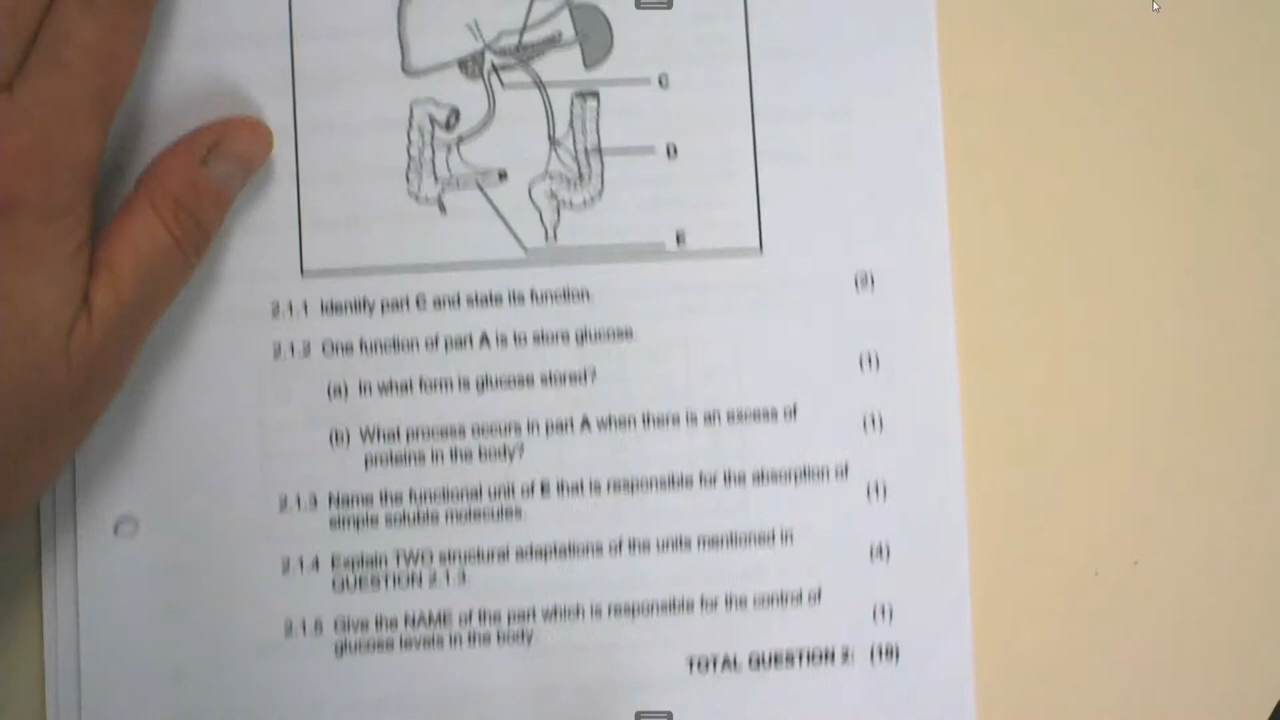 C
D
E
2.1.1 Identify part C and state its function. (2)
2.1.2 One function of part A is to store glucose.
(a) In what form is glucose stored? (1)
(b) What process occurs in part A when there is an excess of
proteins in the body? (1)
2.1.3 Name the functional unit of E that is responsible for the absorption of
simple soluble molecules. (1)
2.1.4 Explain TWO structural adaptations of the units mentioned in
QUESTION 2.1.3. (4)
2.1.5 Give the NAME of the part which is responsible for the control of
glucose levels in the body (1)
TOTAL QUESTION 2: (10)